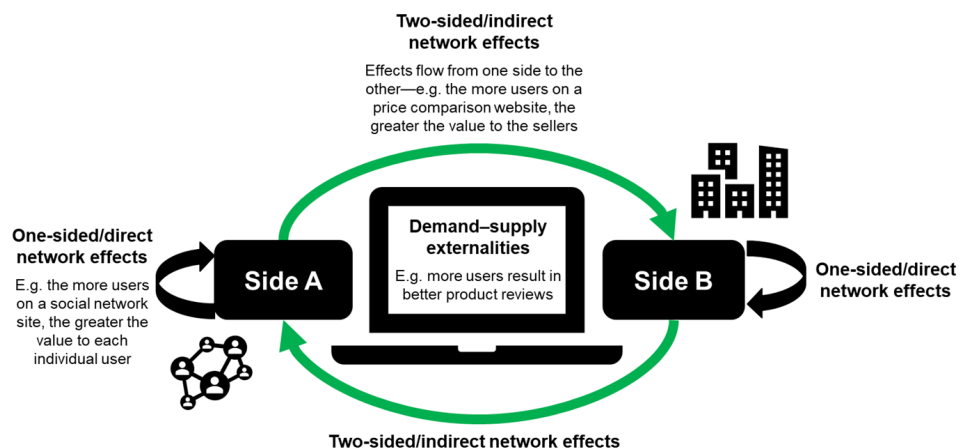 Two-sided/indirect
network effects
Effects flow from one side to the
other—e.g. the more users on a
price comparison website, the
greater the value to the sellers
One-sided/direct
network effects
E.g. the more users
on a social network
site, the greater the
value to each
individual user
Side A
Demand–supply
externalities
E.g. more users result in
better product reviews
Side B
One-sided/direct
network effects
Two-sided/indirect network effects